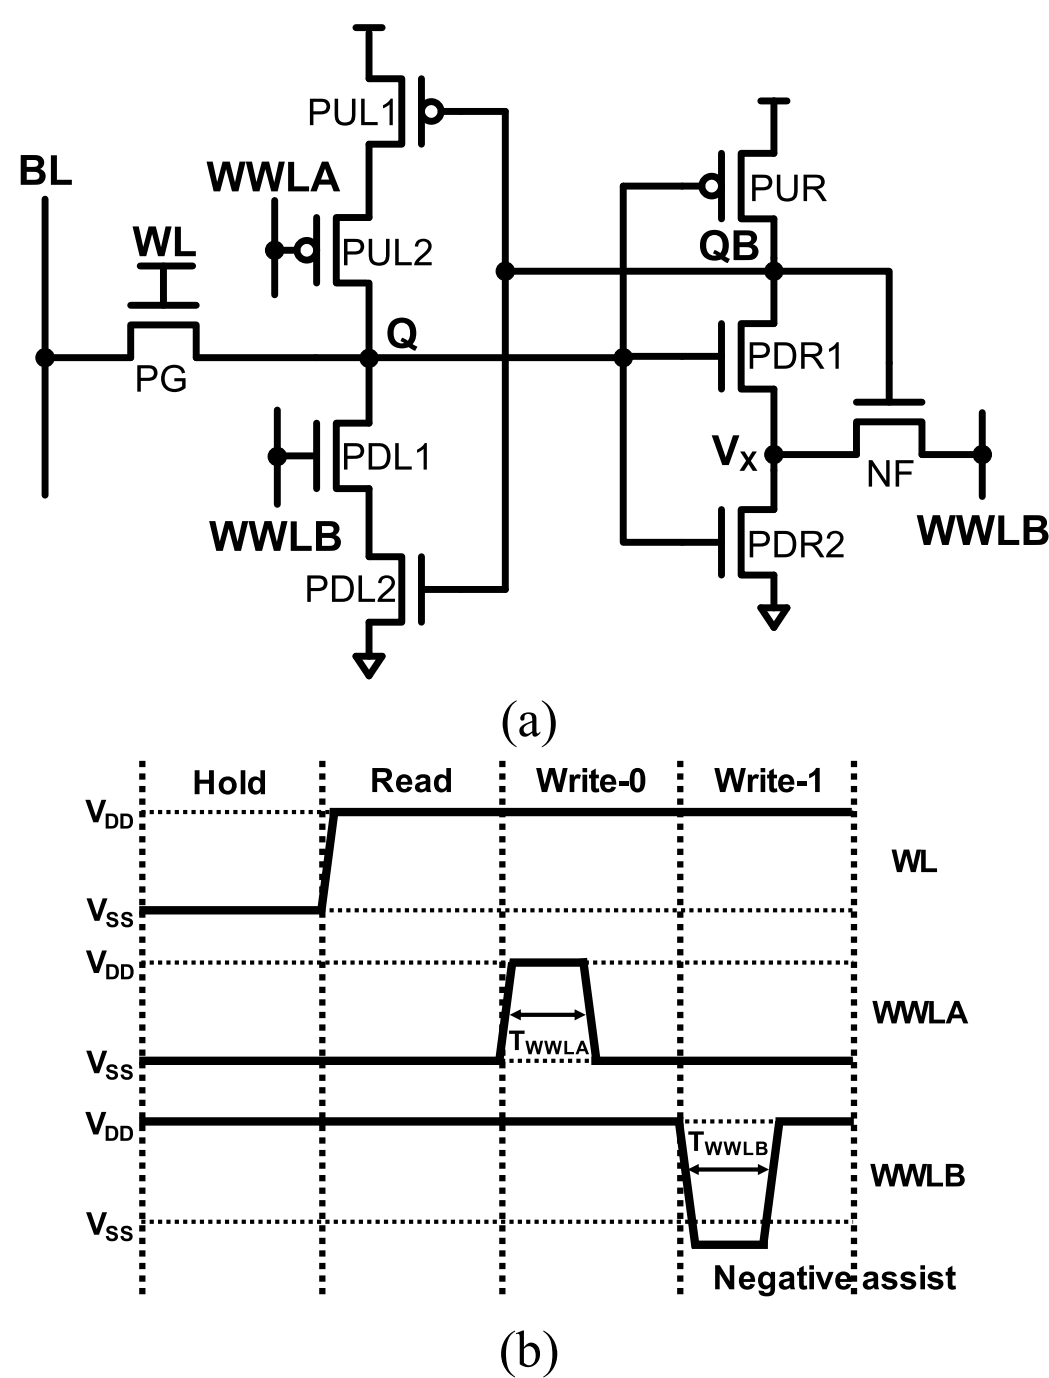 PUL1
BL
WWLA
PUR
WL
PUL2
QB
Q
PG
PDL1
PDR1
VX
NF
WWLB
WWLB
PDL2
PDR2
(a)
Hold
Read
Write-0
Write-1
VDD
WL
VSS
VDD
WWLA
TWWLA
VSS
VDD
TWWLB
WWLB
VSS
Negative assist
(b)